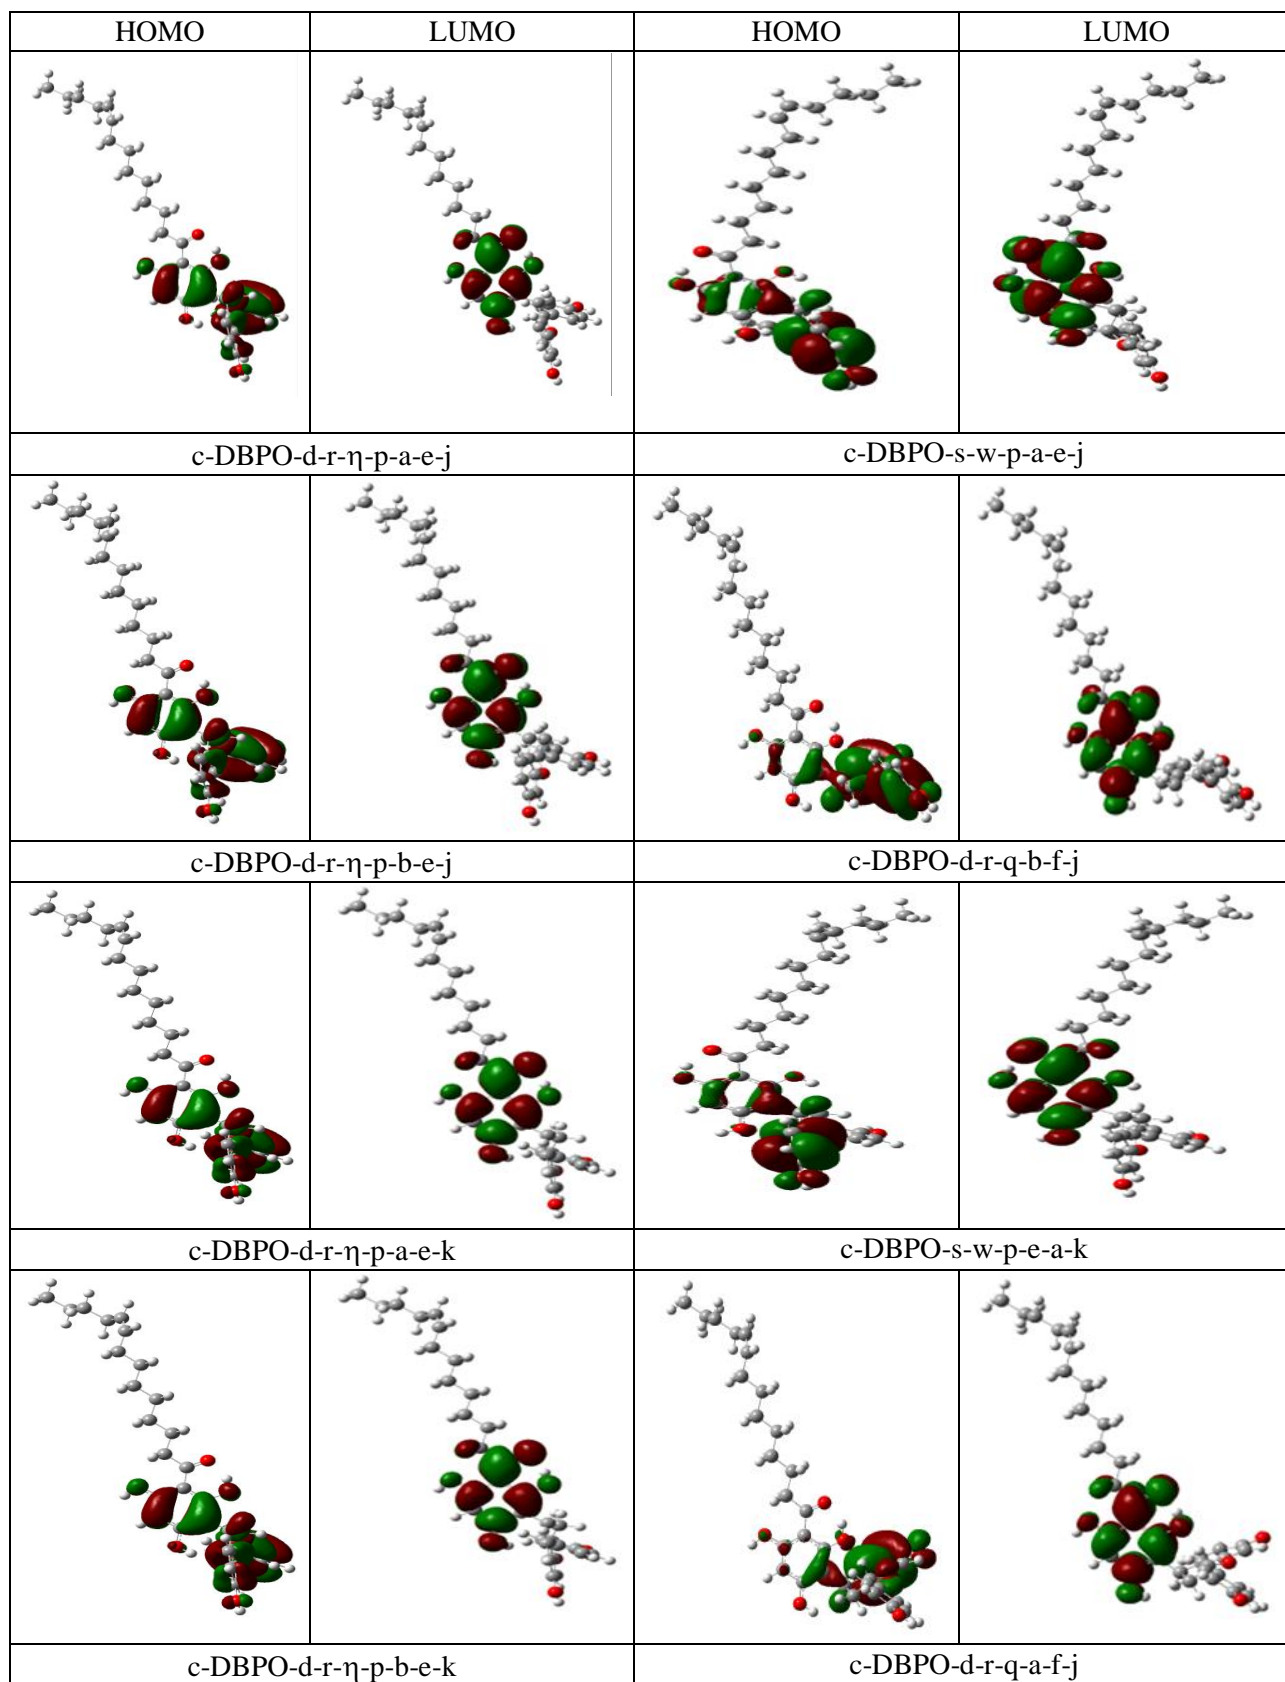 HOMO LUMO HOMO LUMO
c-DBPO-d-r-η-p-a-e-j c-DBPO-s-w-p-a-e-j
c-DBPO-d-r-η-p-b-e-j c-DBPO-d-r-q-b-f-j
c-DBPO-d-r-η-p-a-e-k c-DBPO-s-w-p-e-a-k
c-DBPO-d-r-η-p-b-e-k c-DBPO-d-r-q-a-f-j